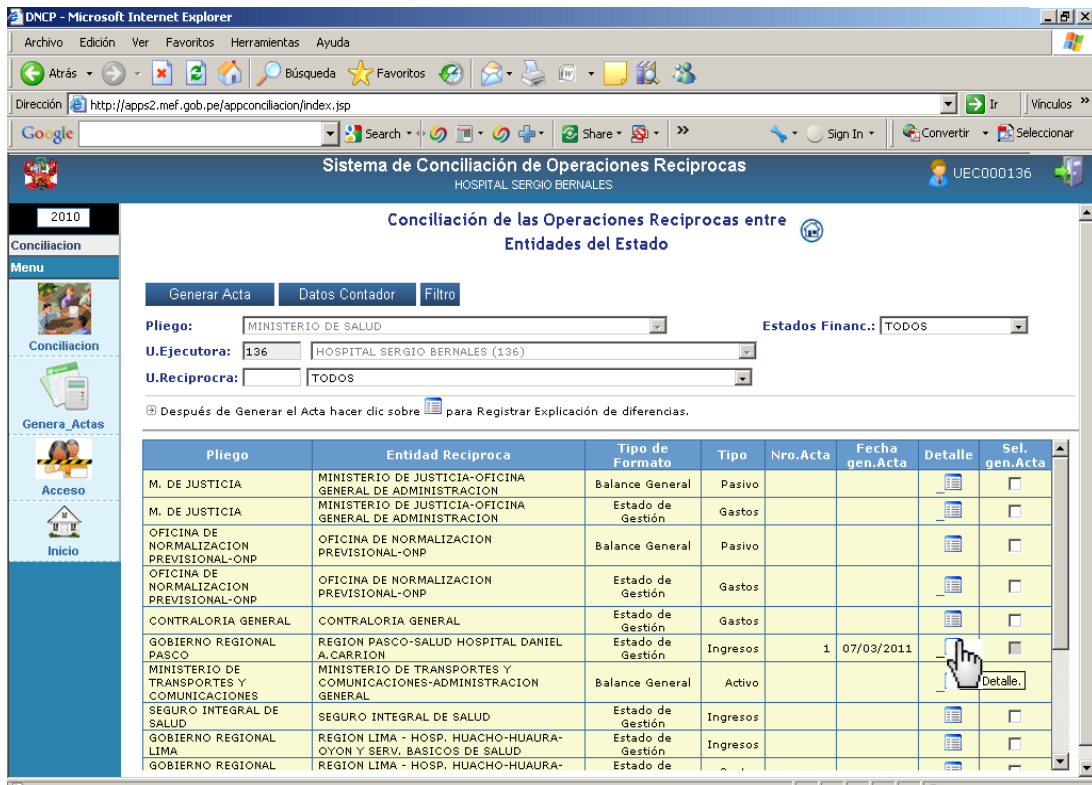 DNCP - Microsoft Internet Explorer
Archivo Edición Ver Favoritos Herramientas Ayuda
Atrás Búsqueda Favoritos
Dirección http://apps2.mef.gob.pe/appconciliacion/index.jsp Ir Vínculos »
Google Search Share » Sign In Convertir Seleccionar
Sistema de Conciliación de Operaciones Reciprocas
HOSPITAL SERGIO BERNALES
UEC000136
2010
Conciliacion
Menu
Conciliacion
Genera_Actas
Acceso
Inicio
Conciliación de las Operaciones Reciprocas entre
Entidades del Estado
Generar Acta Datos Contador Filtro
Pliego: MINISTERIO DE SALUD Estados Financ.: TODOS
U.Ejecutora: 136 HOSPITAL SERGIO BERNALES (136)
U.Reciprocra: TODOS
Después de Generar el Acta hacer clic sobre para Registrar Explicación de diferencias.
Pliego Entidad Reciproca Tipo de Formato Tipo Nro.Acta Fecha gen.Acta Detalle Sel. gen.Acta
M. DE JUSTICIA MINISTERIO DE JUSTICIA-OFICINA GENERAL DE ADMINISTRACION Balance General Pasivo
M. DE JUSTICIA MINISTERIO DE JUSTICIA-OFICINA GENERAL DE ADMINISTRACION Estado de Gestión Gastos
OFICINA DE NORMALIZACION PREVISIONAL-ONP OFICINA DE NORMALIZACION PREVISIONAL-ONP Balance General Pasivo
OFICINA DE NORMALIZACION PREVISIONAL-ONP OFICINA DE NORMALIZACION PREVISIONAL-ONP Estado de Gestión Gastos
CONTRALORIA GENERAL CONTRALORIA GENERAL Estado de Gestión Gastos
GOBIERNO REGIONAL PASCO REGION PASCO-SALUD HOSPITAL DANIEL A.CARRION Estado de Gestión Ingresos 1 07/03/2011
MINISTERIO DE TRANSPORTES Y COMUNICACIONES MINISTERIO DE TRANSPORTES Y COMUNICACIONES-ADMINISTRACION GENERAL Balance General Activo
Detalle.
SEGURO INTEGRAL DE SALUD SEGURO INTEGRAL DE SALUD Estado de Gestión Ingresos
GOBIERNO REGIONAL LIMA REGION LIMA - HOSP. HUACHO-HUAURA-OYON Y SERV. BASICOS DE SALUD Estado de Gestión Ingresos
GOBIERNO REGIONAL REGION LIMA - HOSP. HUACHO-HUAURA- Estado de